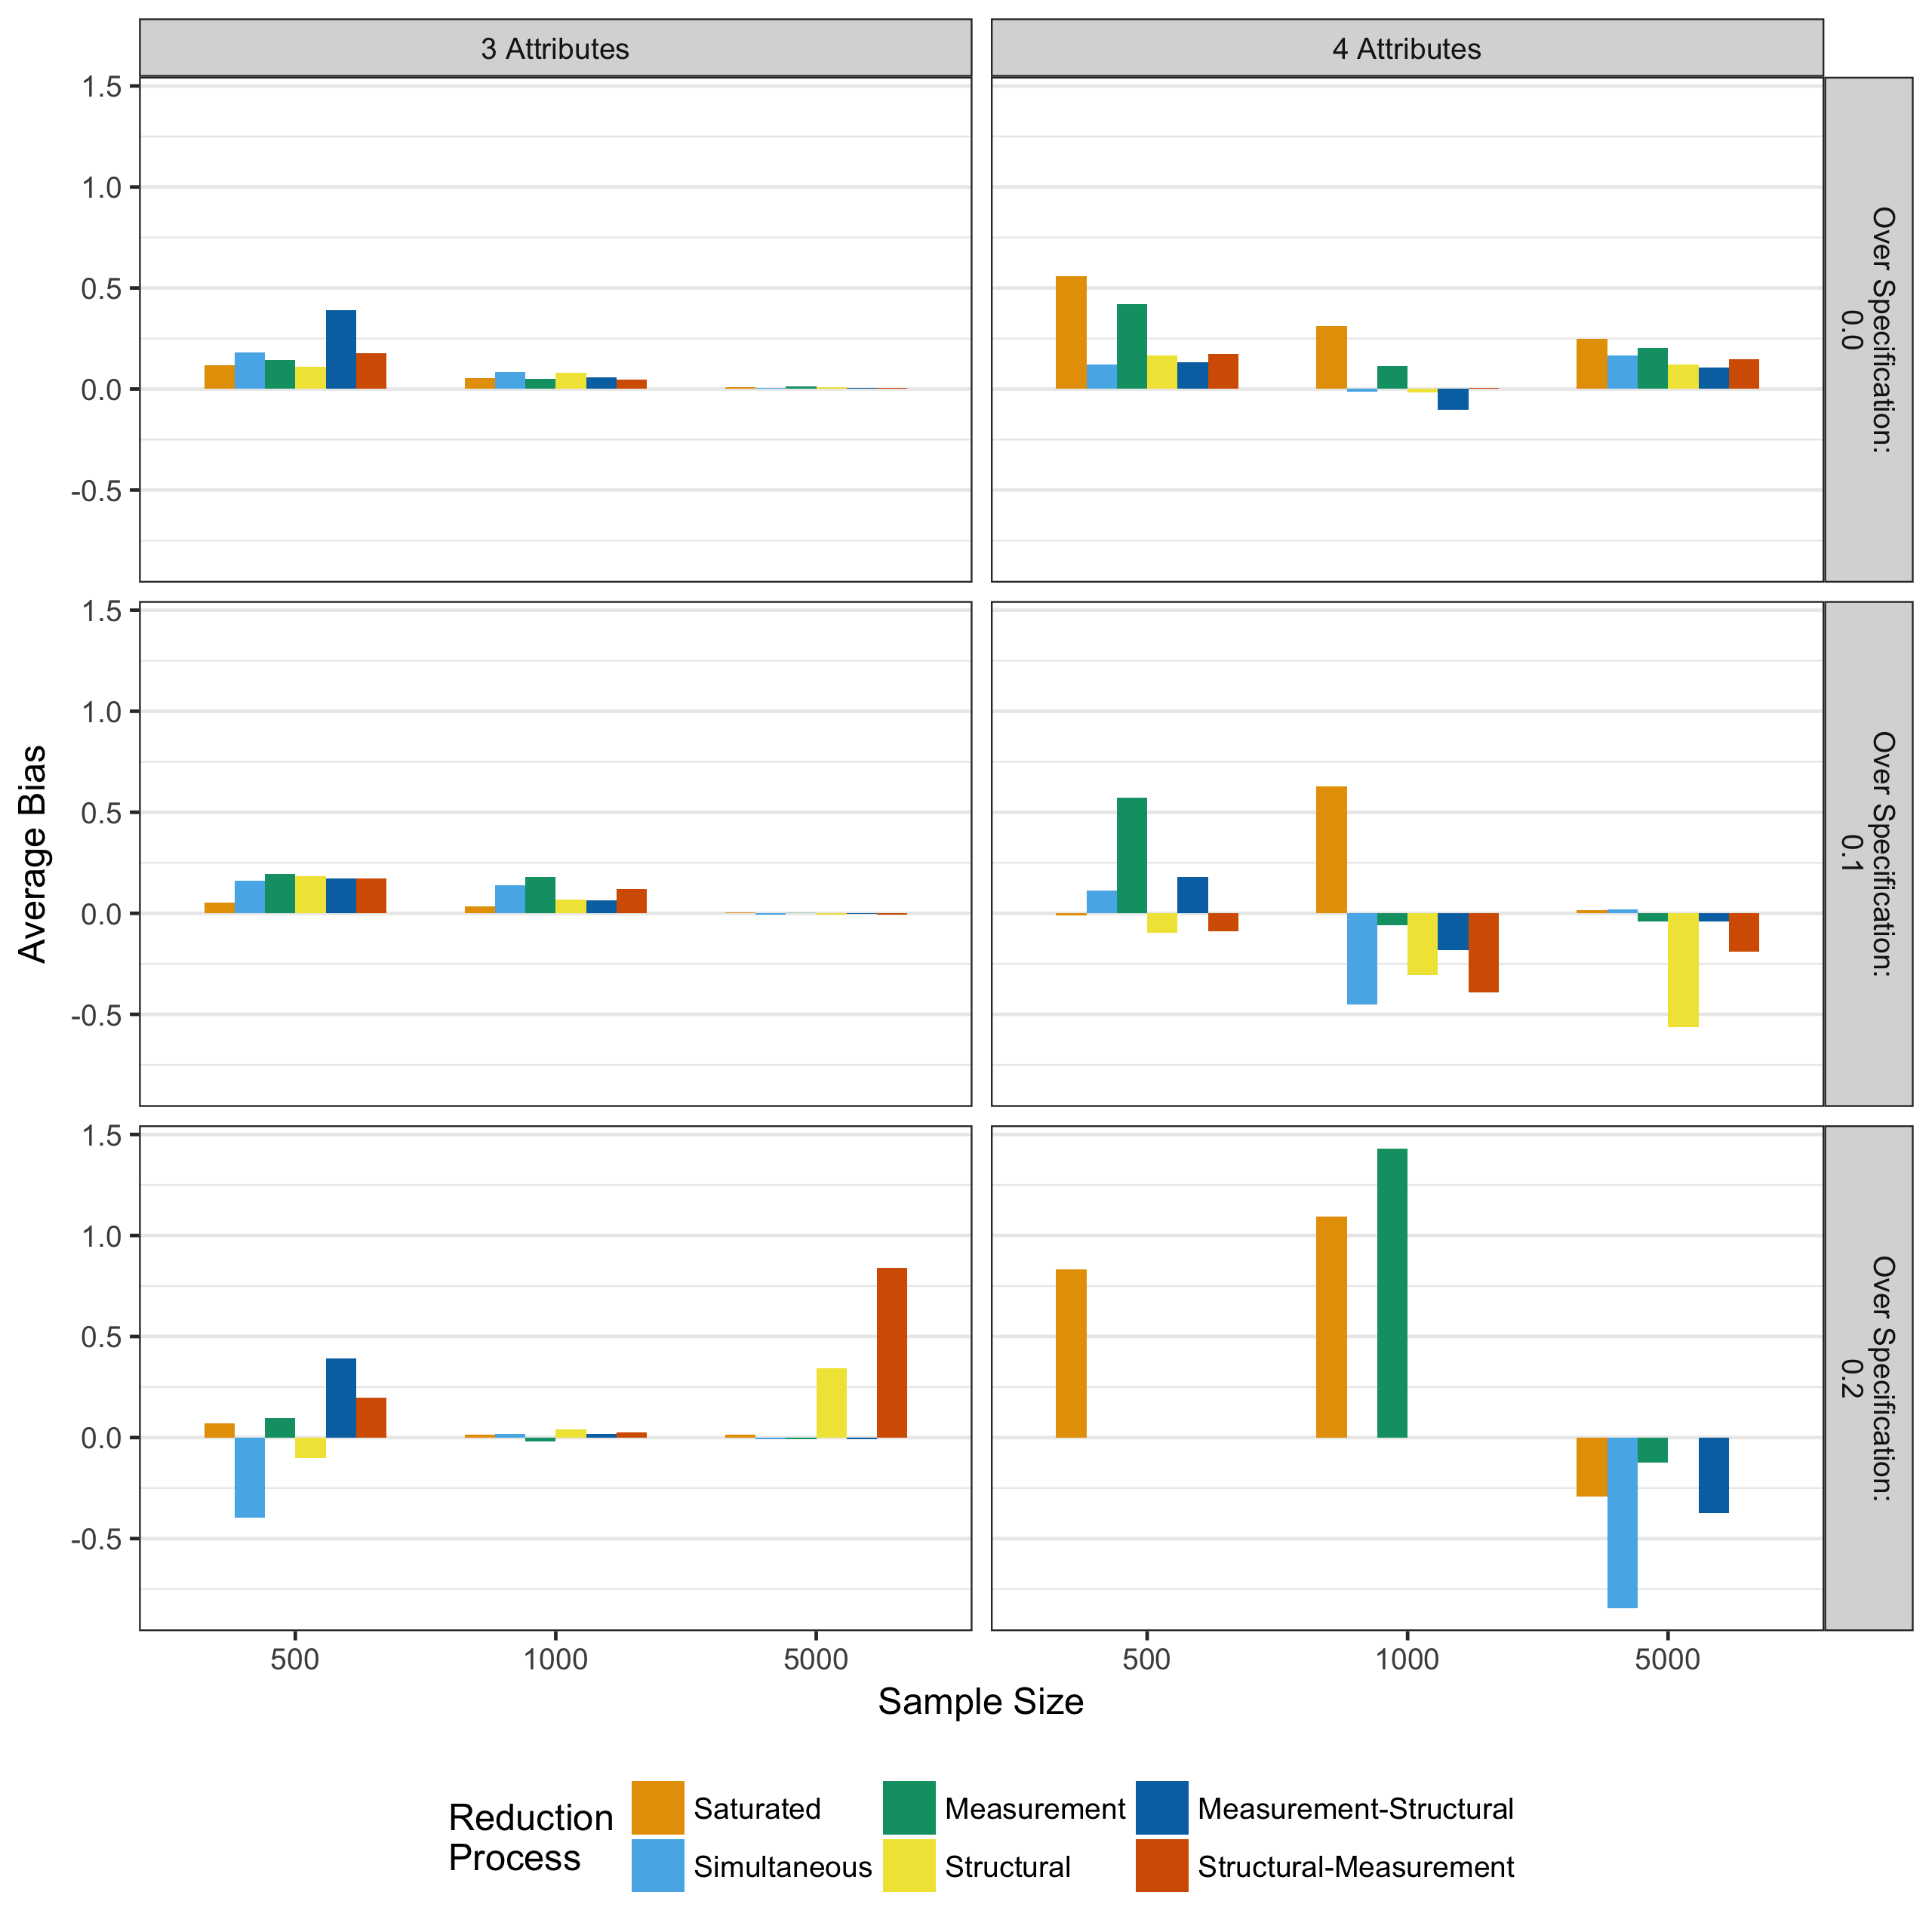 3 Attributes
4 Attributes
1.5
1.0
0.5
0.0
-0.5
Over Specification:
0.0
1.5
1.0
0.5
0.0
-0.5
Over Specification:
0.1
Average Bias
1.5
1.0
0.5
0.0
-0.5
Over Specification:
0.2
500
1000
5000
500
1000
5000
Sample Size
Reduction
Process
Saturated
Measurement
Measurement-Structural
Simultaneous
Structural
Structural-Measurement